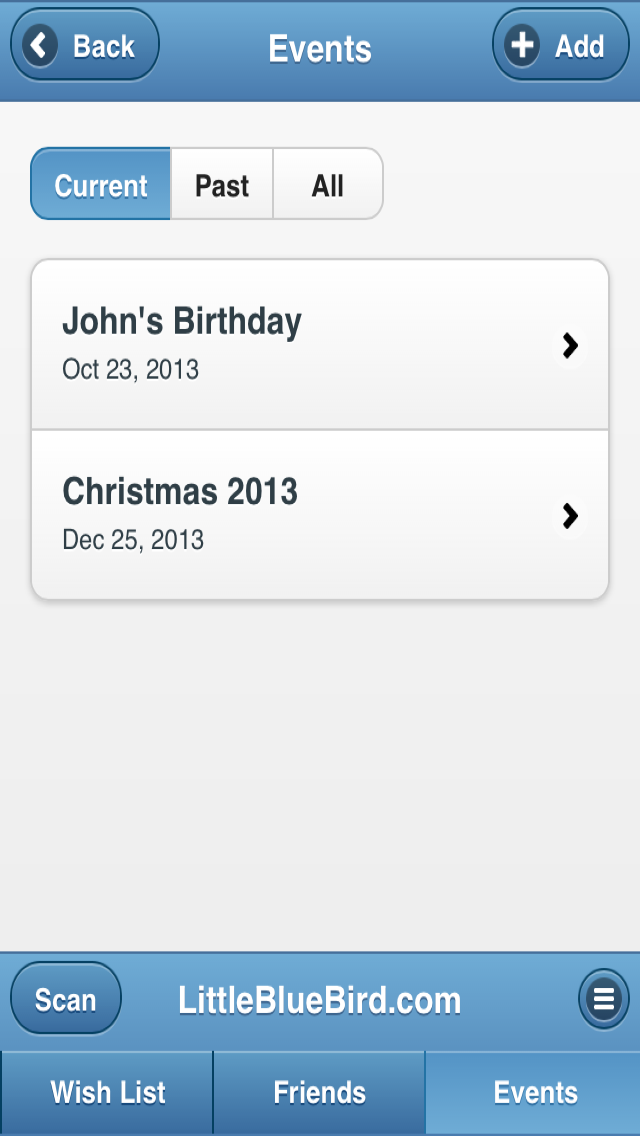 Back
Events
Add
Current
Past
All
John's Birthday
Oct 23, 2013
Christmas 2013
Dec 25, 2013
Scan
LittleBlueBird.com
Wish List
Friends
Events